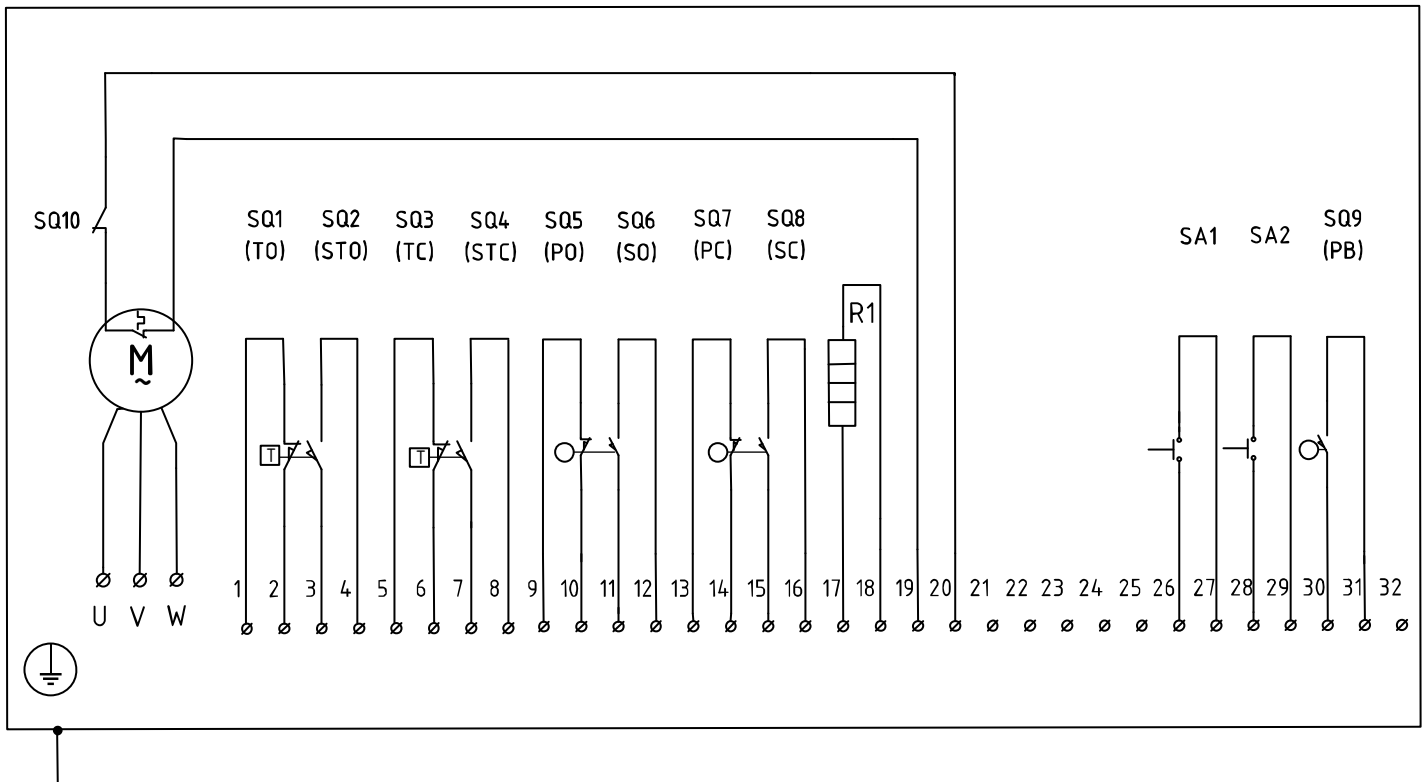 SQ10
SQ1 SQ2 SQ3 SQ4 SQ5 SQ6 SQ7 SQ8 SA1 SA2 SQ9
(TO) (STO) (TC) (STC) (PO) (SO) (PC) (SC) (PB)
R1
M
~
T T
1 2 3 4 5 6 7 8 9 10 11 12 13 14 15 16 17 18 19 20 21 22 23 24 25 26 27 28 29 30 31 32
U V W